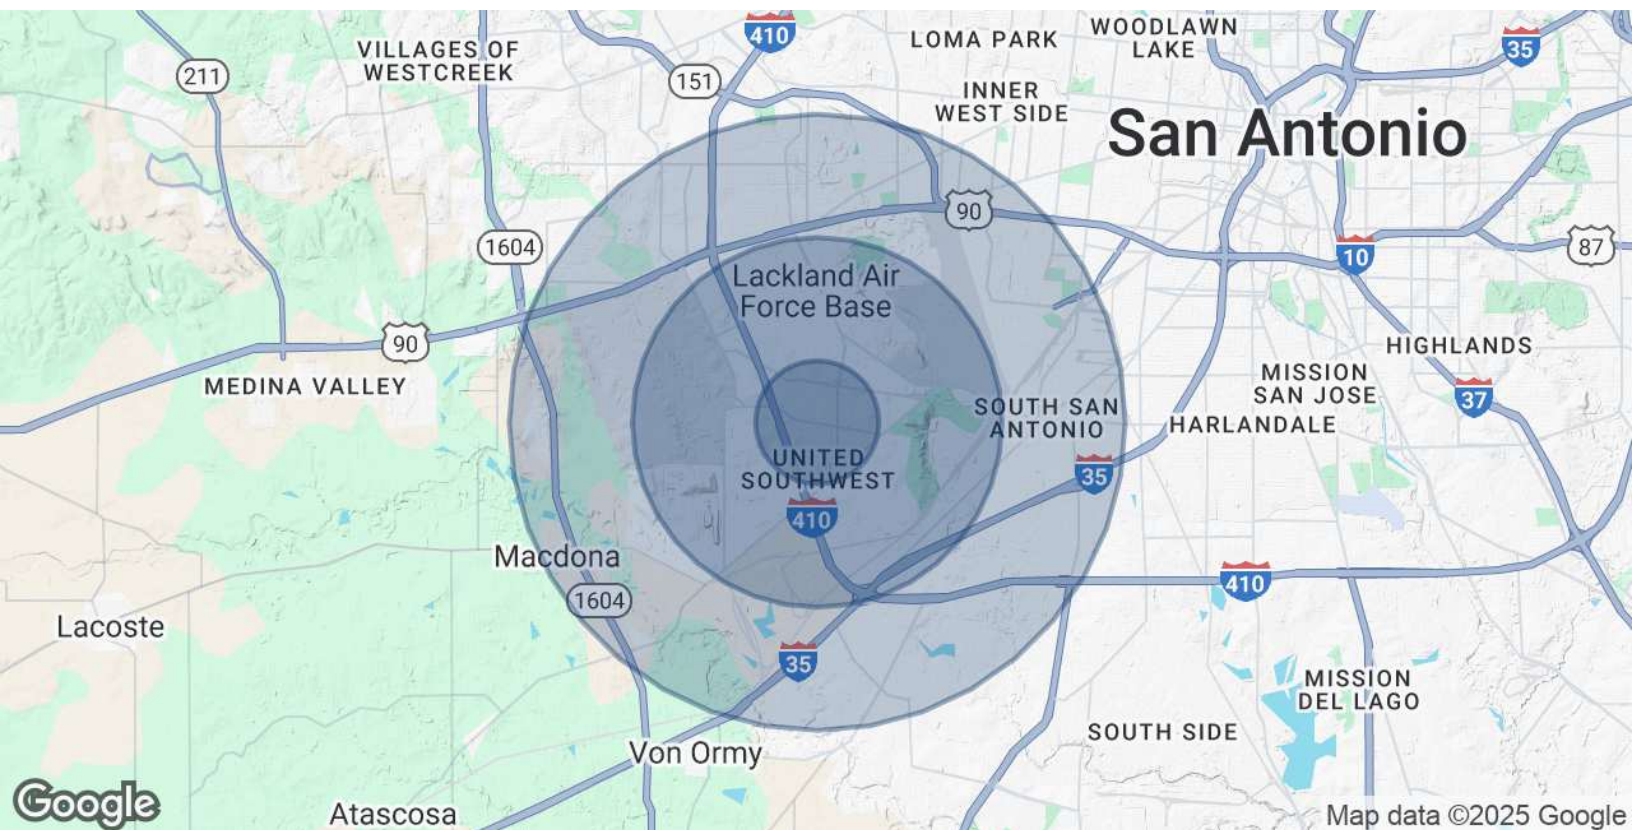 410
35
211
VILLAGES OF
WESTCREEK
151
LOMA PARK
WOODLAWN
LAKE
INNER
WEST SIDE
San Antonio
90
1604
10
87
Lackland Air
Force Base
90
HIGHLANDS
MEDINA VALLEY
MISSION
SAN JOSE
37
SOUTH SAN
ANTONIO
HARLANDALE
UNITED
SOUTHWEST
35
410
Macdona
410
1604
Lacoste
35
MISSION
DEL LAGO
SOUTH SIDE
Von Ormy
Google
Atascosa
Map data ©2025 Google